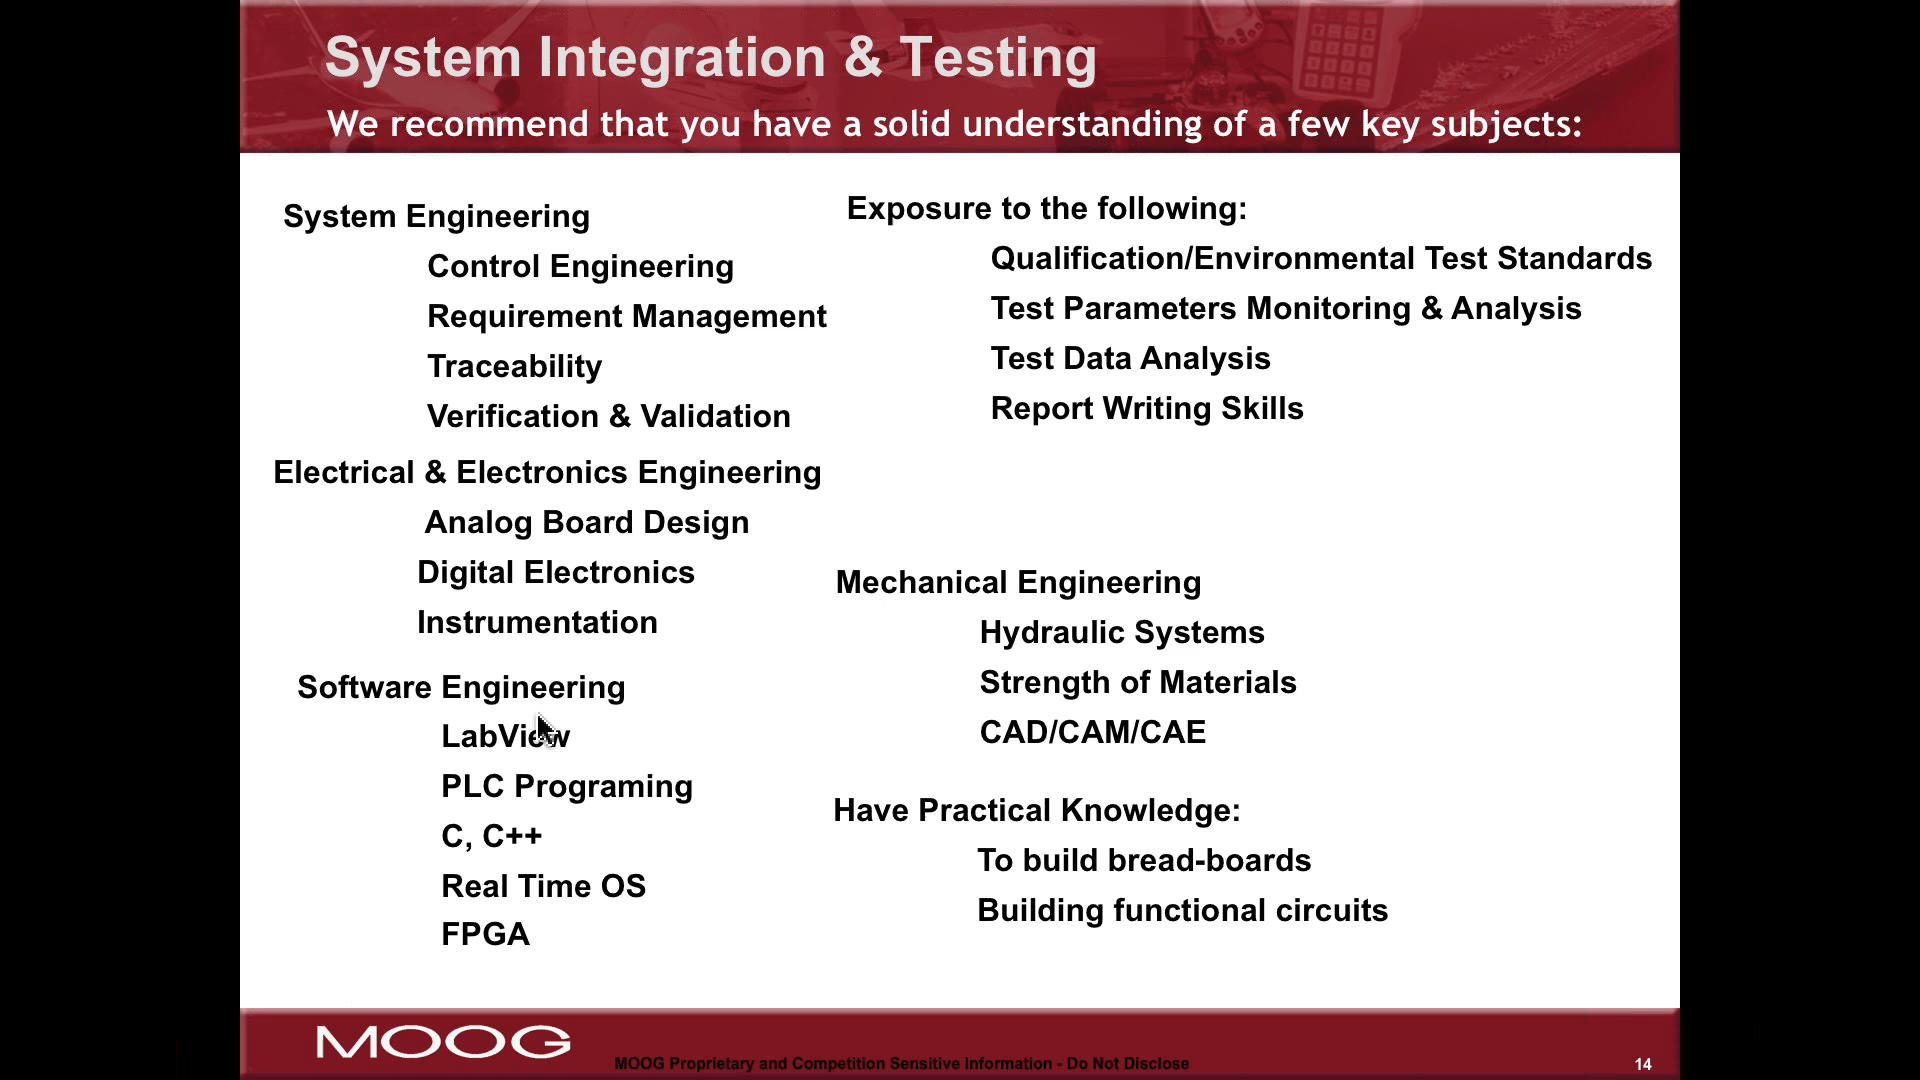 System Integration & Testing
We recommend that you have a solid understanding of a few key subjects:
System Engineering
Control Engineering
Requirement Management
Traceability
Verification & Validation
Electrical & Electronics Engineering
Analog Board Design
Digital Electronics
Instrumentation
Software Engineering
LabView
PLC Programing
C, C++
Real Time OS
FPGA
Exposure to the following:
Qualification/Environmental Test Standards
Test Parameters Monitoring & Analysis
Test Data Analysis
Report Writing Skills
Mechanical Engineering
Hydraulic Systems
Strength of Materials
CAD/CAM/CAE
Have Practical Knowledge:
To build bread-boards
Building functional circuits
MOOG
MOOG Proprietary and Competition Sensitive Information - Do Not Disclose
14